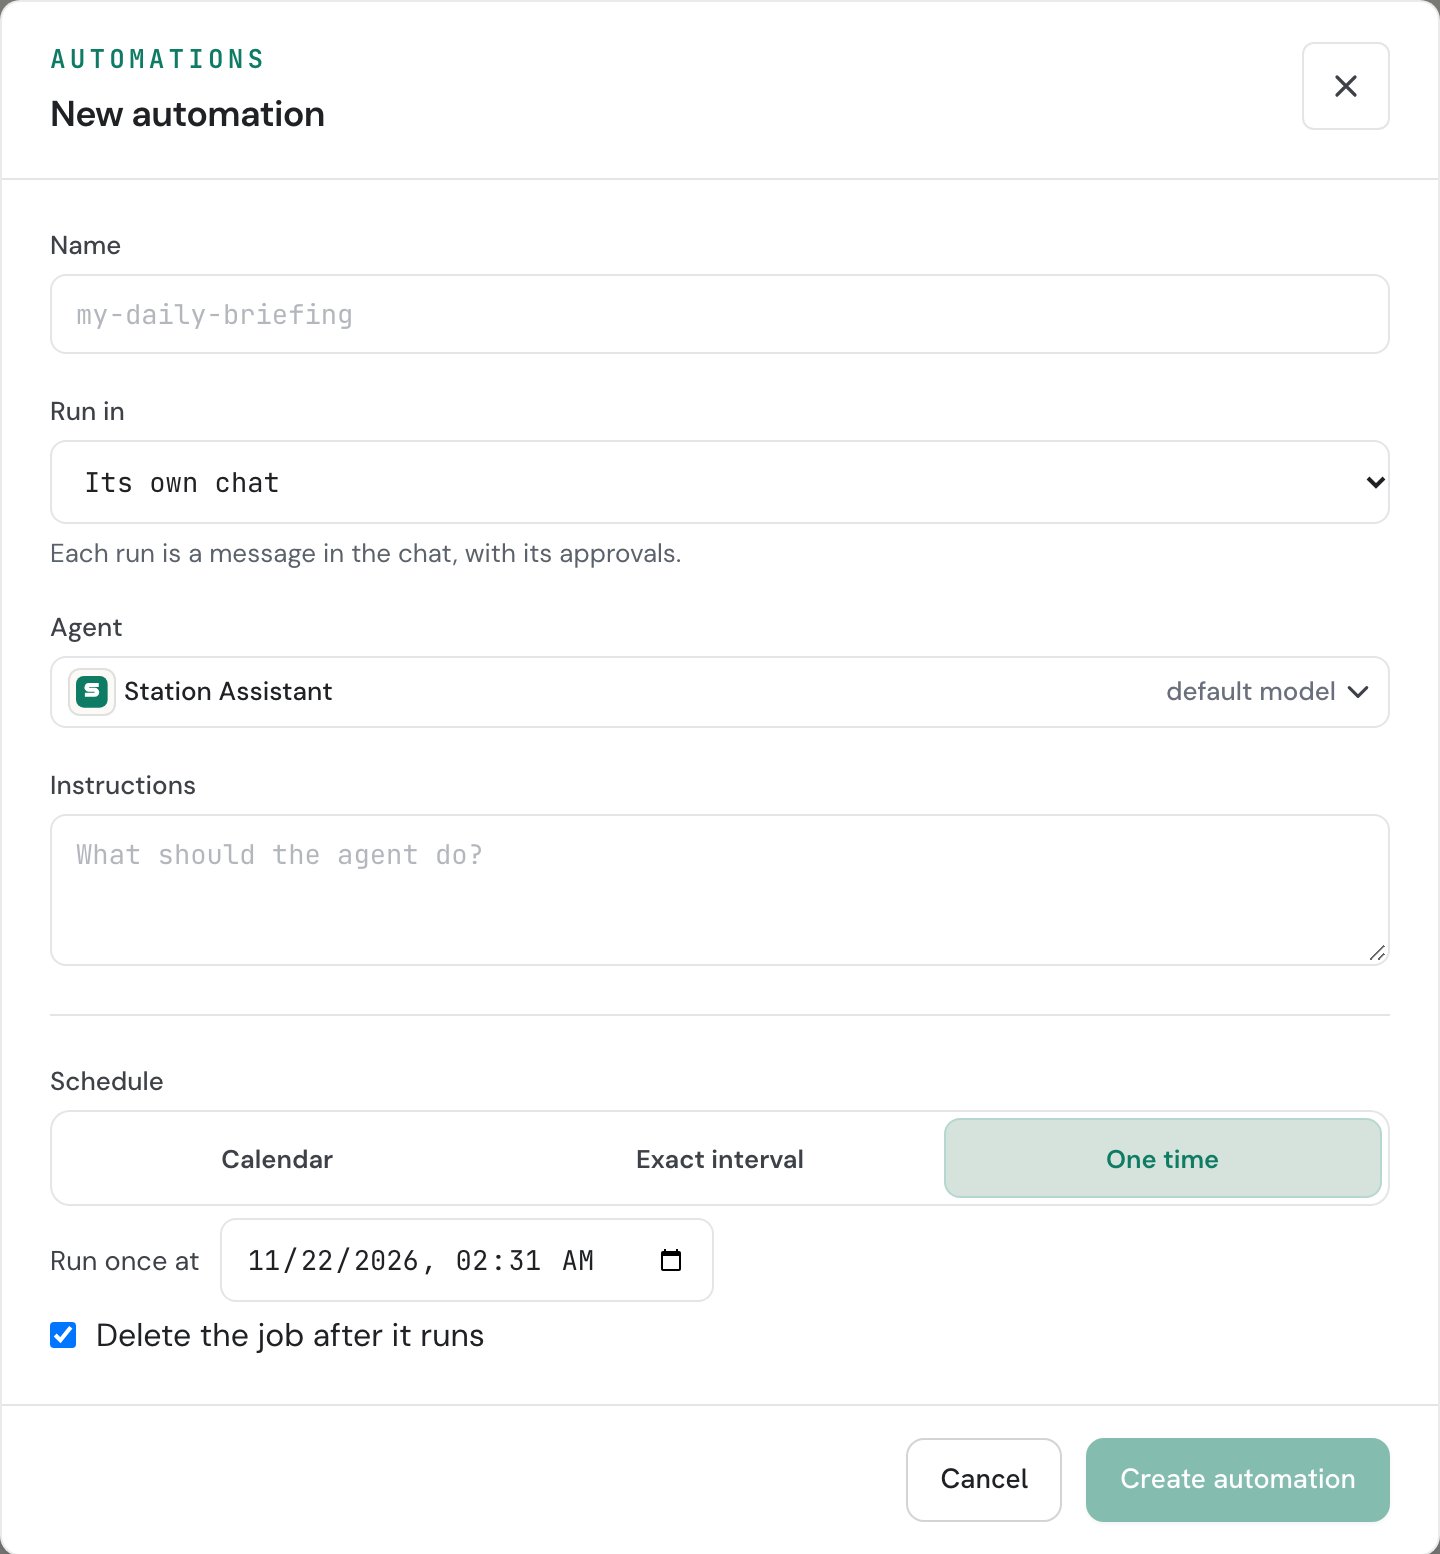 AUTOMATIONS
New automation
Name
my-daily-briefing
Run in
Its own chat
Each run is a message in the chat, with its approvals.
Agent
S Station Assistant default model
Instructions
What should the agent do?
Schedule
Calendar Exact interval One time
Run once at 11/22/2026, 02:31 AM
Delete the job after it runs
Cancel Create automation